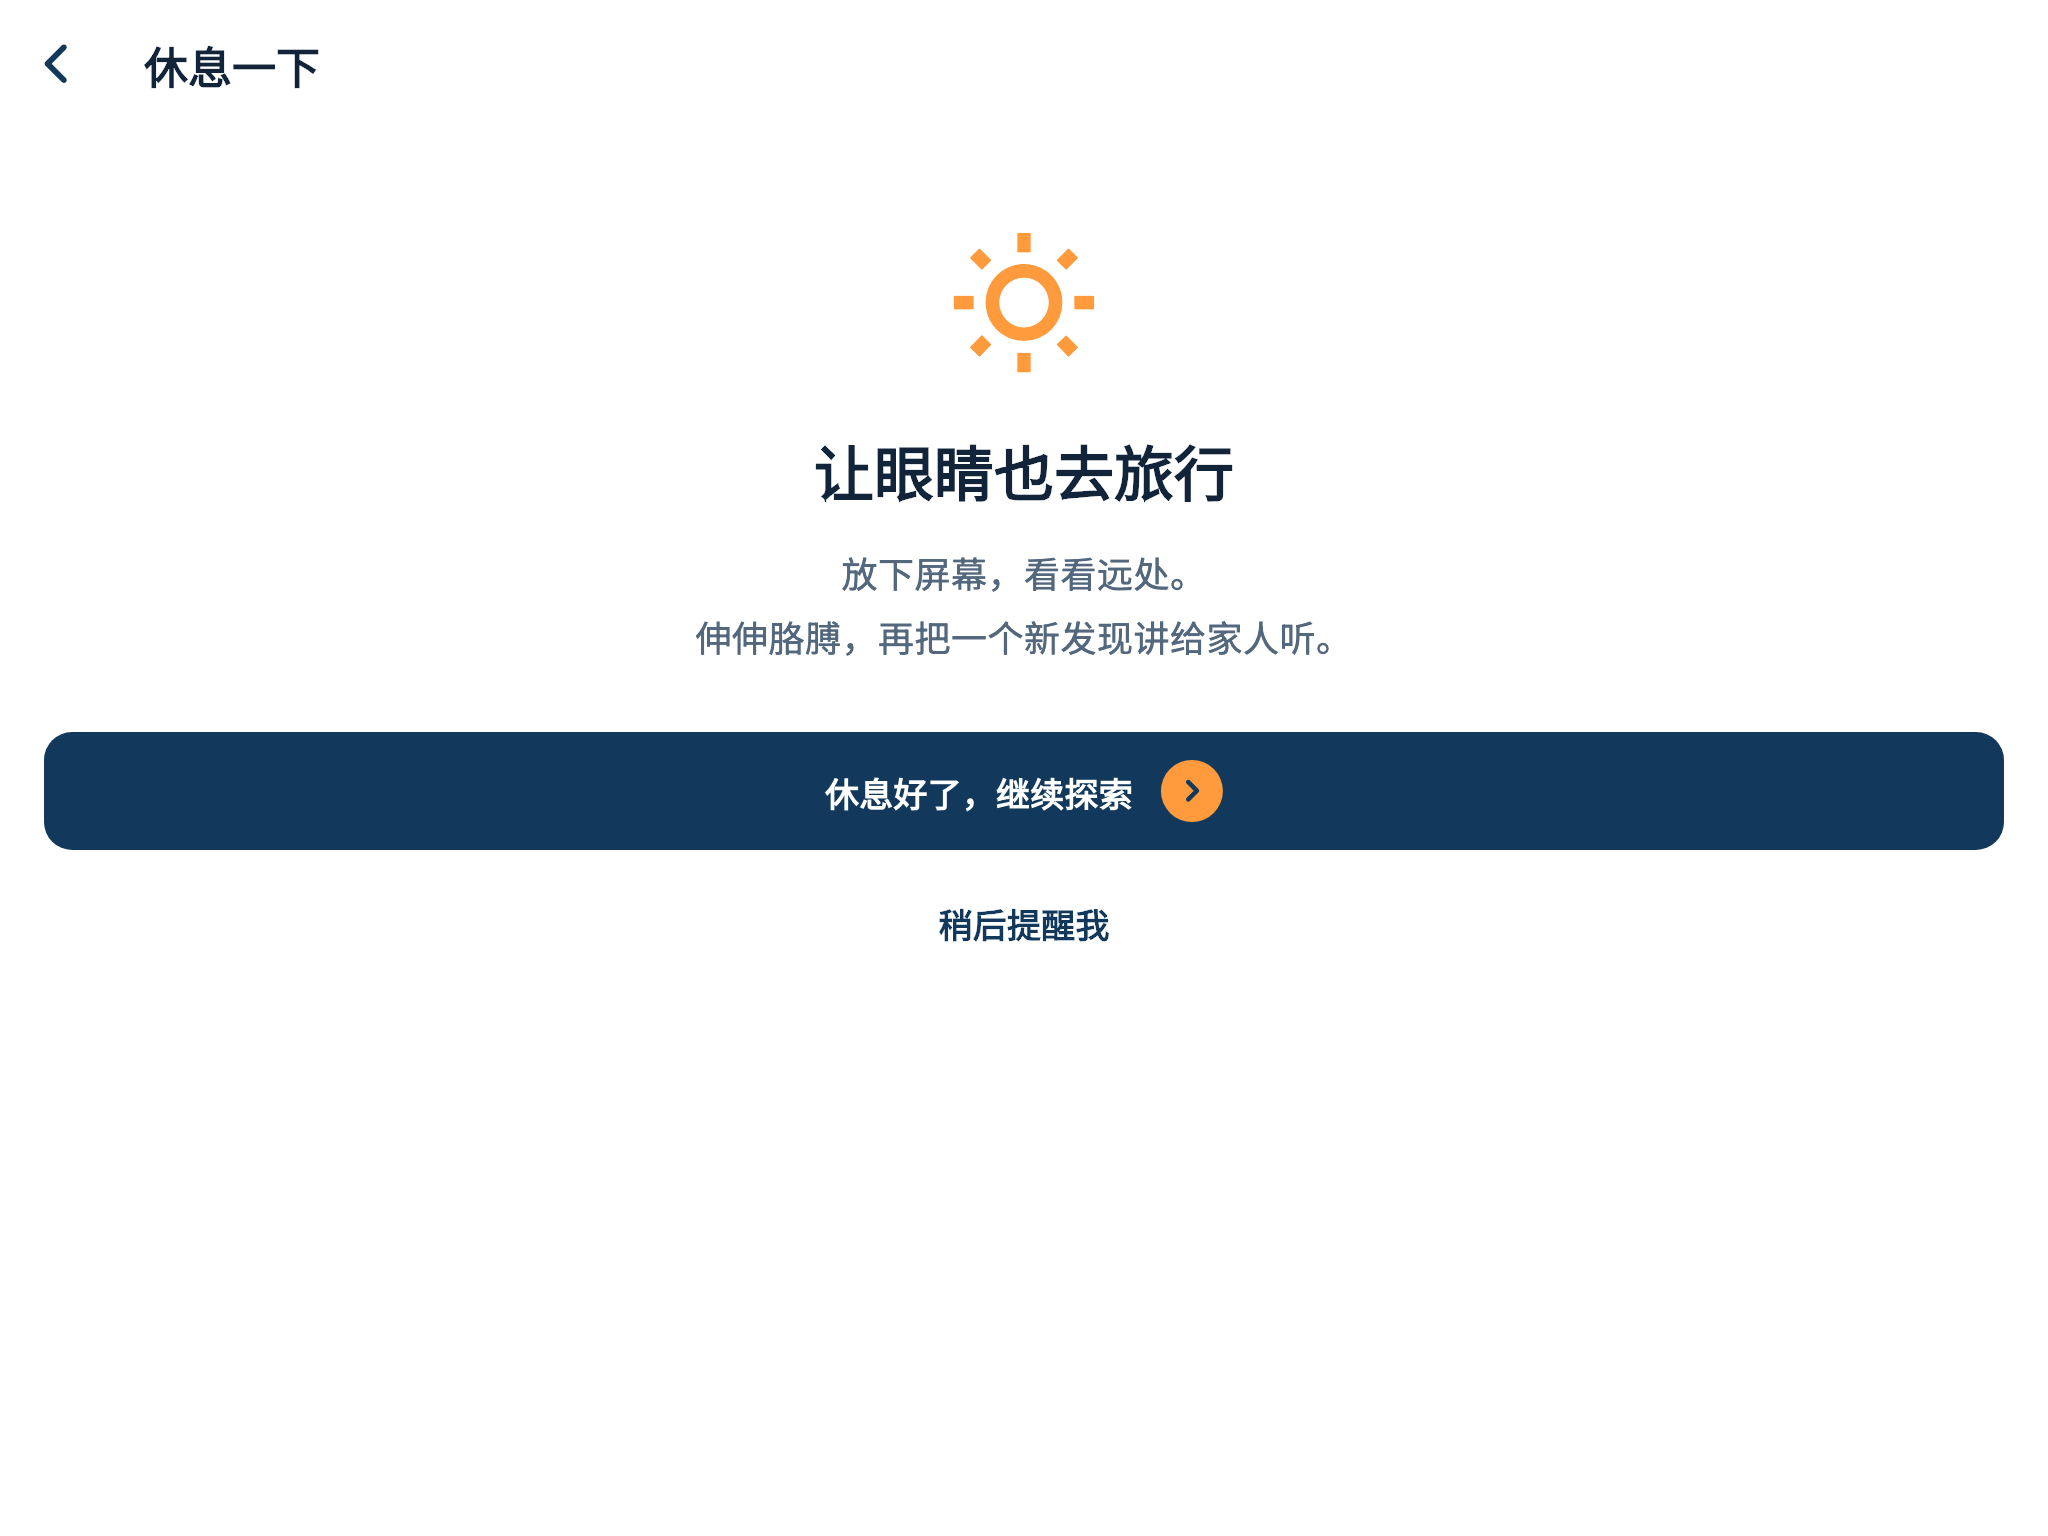 休息一下
让眼睛也去旅行
放下屏幕，看看远处。
伸伸胳膊，再把一个新发现讲给家人听。
休息好了，继续探索
稍后提醒我